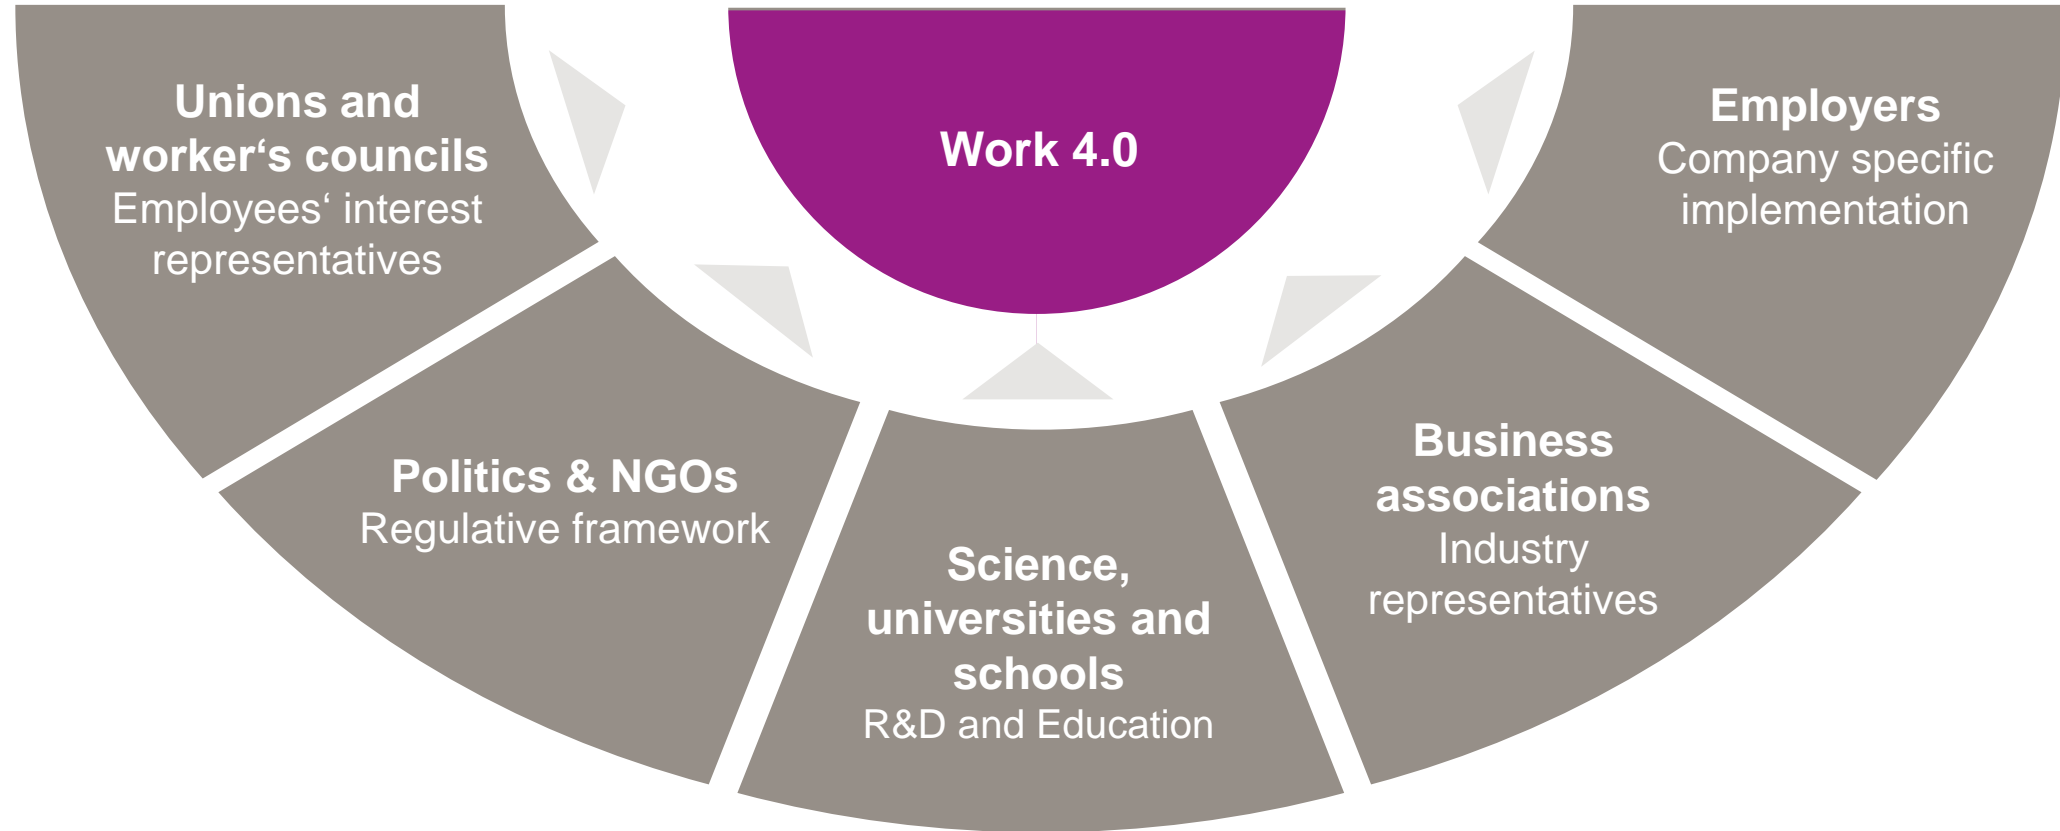 Unions and
worker‘s councils
Employees‘ interest
representatives
Work 4.0
Employers
Company specific
implementation
Politics & NGOs
Regulative framework
Science,
universities and
schools
R&D and Education
Business
associations
Industry
representatives